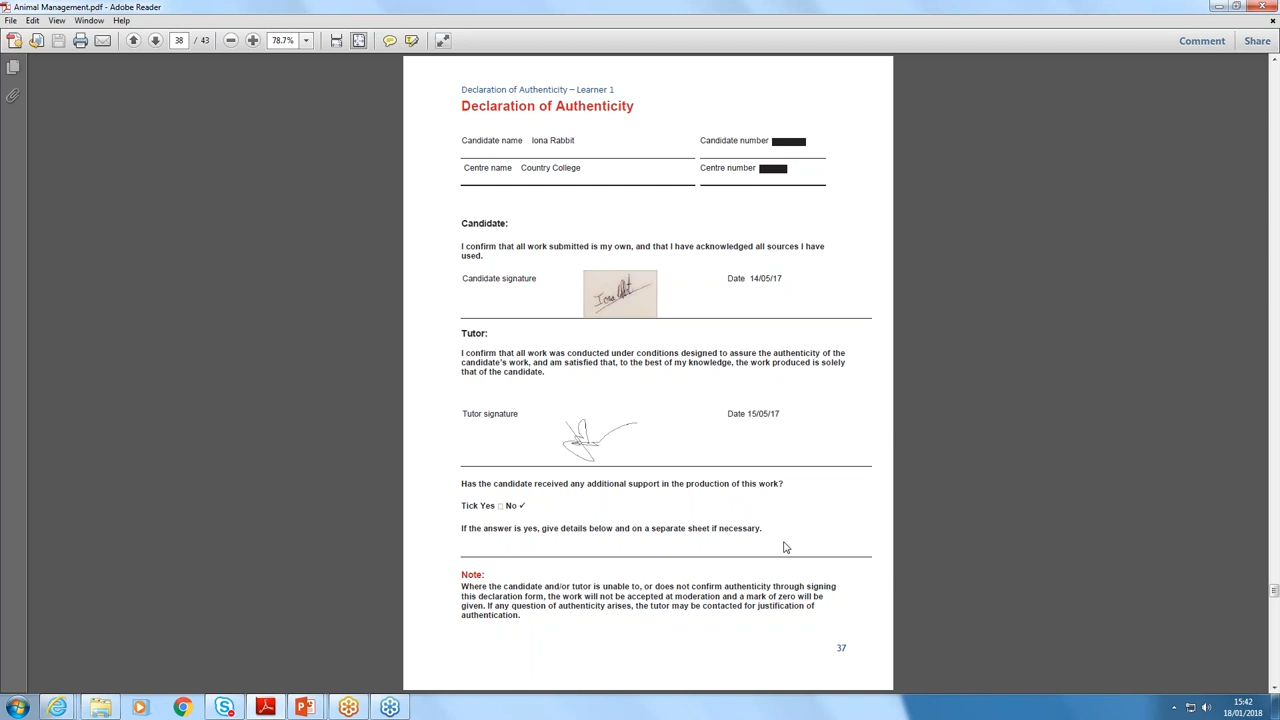 Animal Management.pdf - Adobe Reader
File Edit View Window Help
38 / 43 78.7% Comment Share
Declaration of Authenticity – Learner 1
Declaration of Authenticity
Candidate name Iona Rabbit Candidate number
Centre name Country College Centre number
Candidate:
I confirm that all work submitted is my own, and that I have acknowledged all sources I have
used.
Candidate signature Date 14/05/17
Tutor:
I confirm that all work was conducted under conditions designed to assure the authenticity of the
candidate's work, and am satisfied that, to the best of my knowledge, the work produced is solely
that of the candidate.
Tutor signature Date 15/05/17
Has the candidate received any additional support in the production of this work?
Tick Yes □ No ✓
If the answer is yes, give details below and on a separate sheet if necessary.
Note:
Where the candidate and/or tutor is unable to, or does not confirm authenticity through signing
this declaration form, the work will not be accepted at moderation and a mark of zero will be
given. If any question of authenticity arises, the tutor may be contacted for justification of
authentication.
37
15:42
18/01/2018